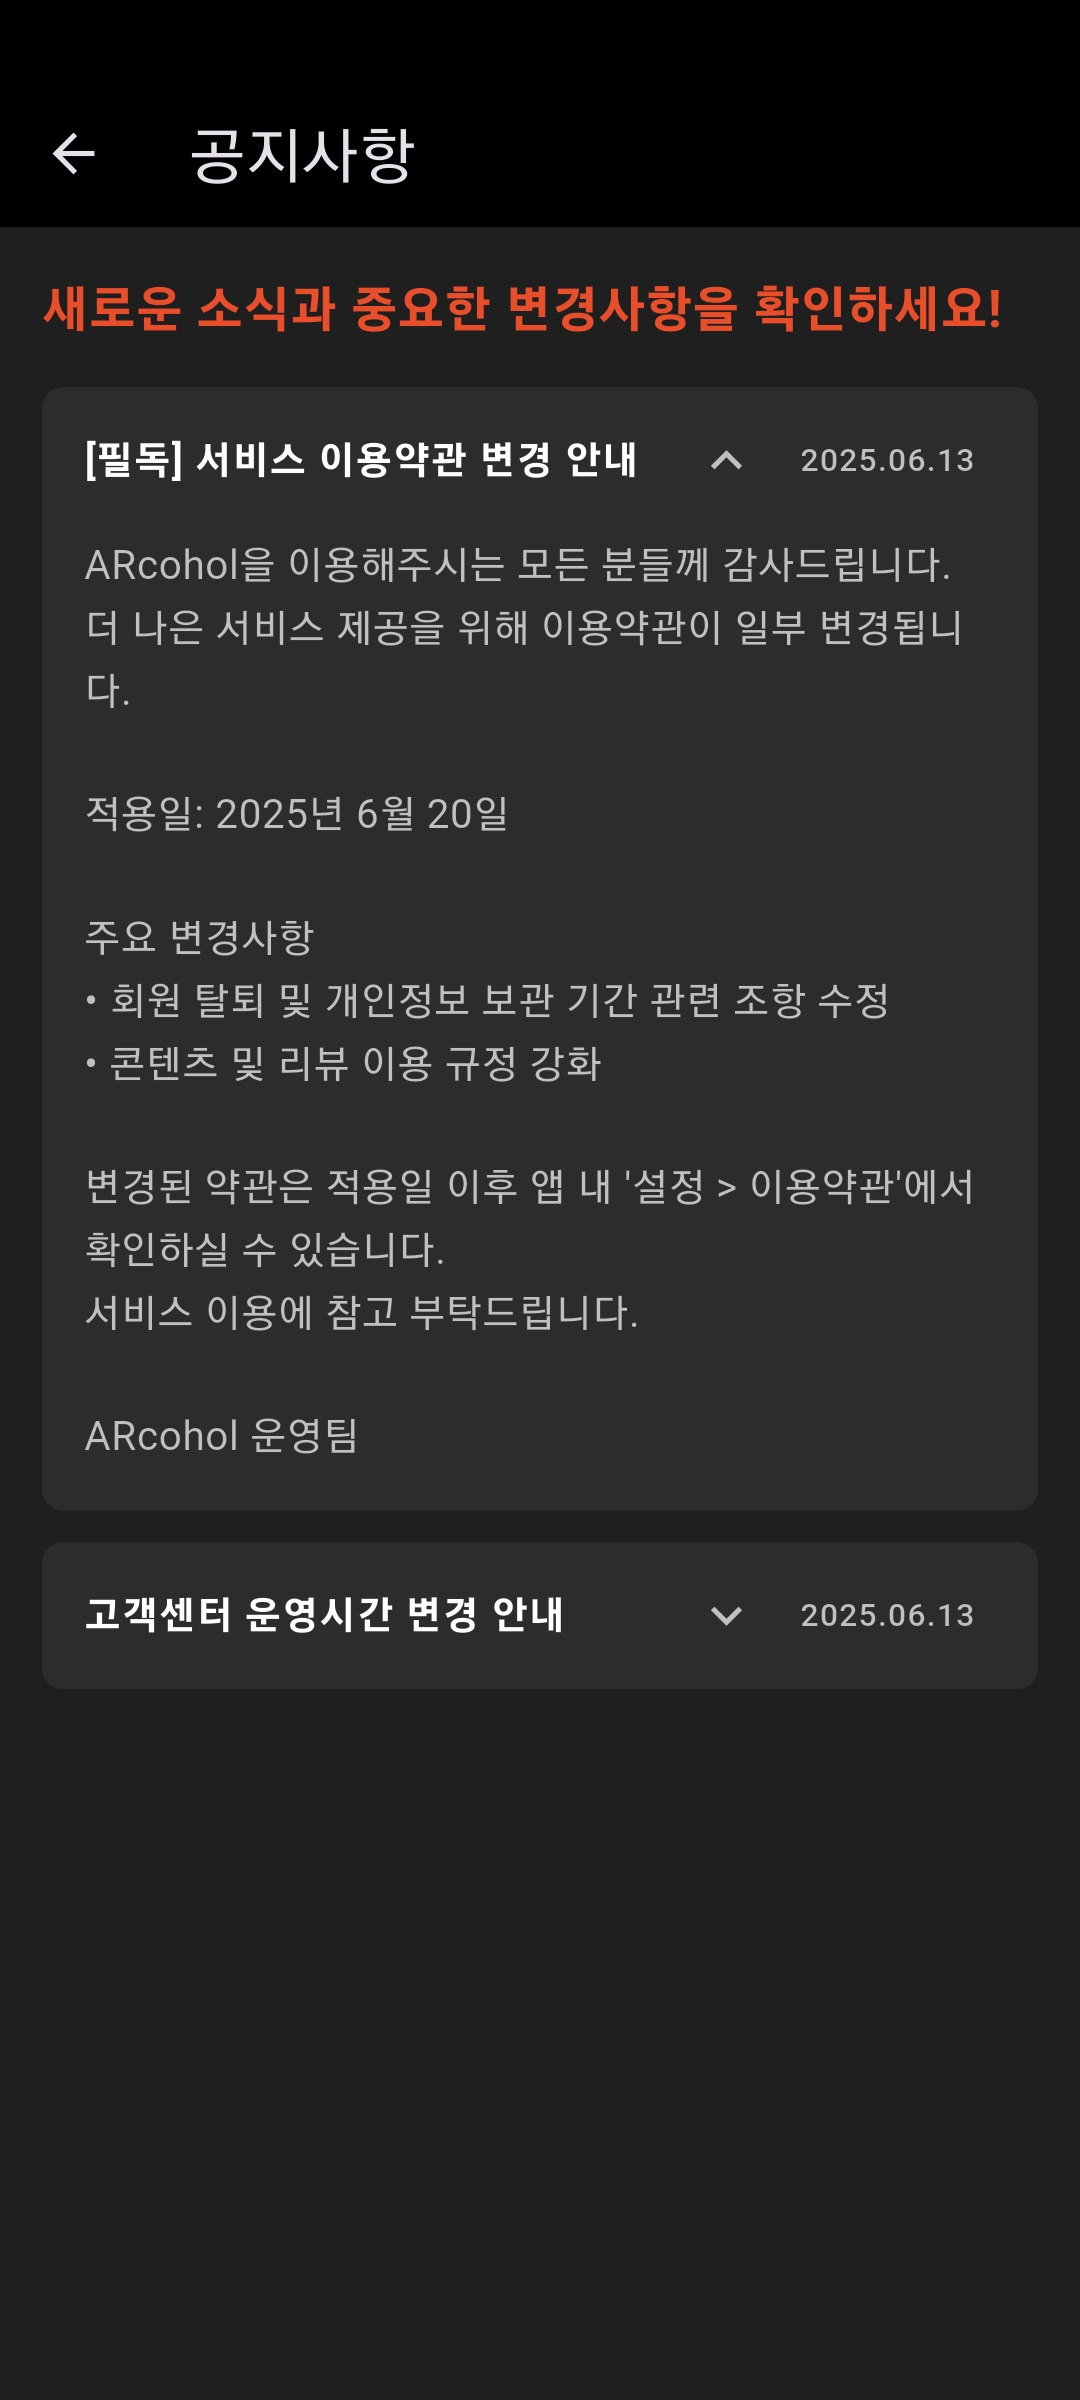 공지사항
새로운 소식과 중요한 변경사항을 확인하세요!
[필독] 서비스 이용약관 변경 안내 2025.06.13
ARcohol을 이용해주시는 모든 분들께 감사드립니다.
더 나은 서비스 제공을 위해 이용약관이 일부 변경됩니
다.
적용일: 2025년 6월 20일
주요 변경사항
• 회원 탈퇴 및 개인정보 보관 기간 관련 조항 수정
• 콘텐츠 및 리뷰 이용 규정 강화
변경된 약관은 적용일 이후 앱 내 '설정 > 이용약관'에서
확인하실 수 있습니다.
서비스 이용에 참고 부탁드립니다.
ARcohol 운영팀
고객센터 운영시간 변경 안내 2025.06.13